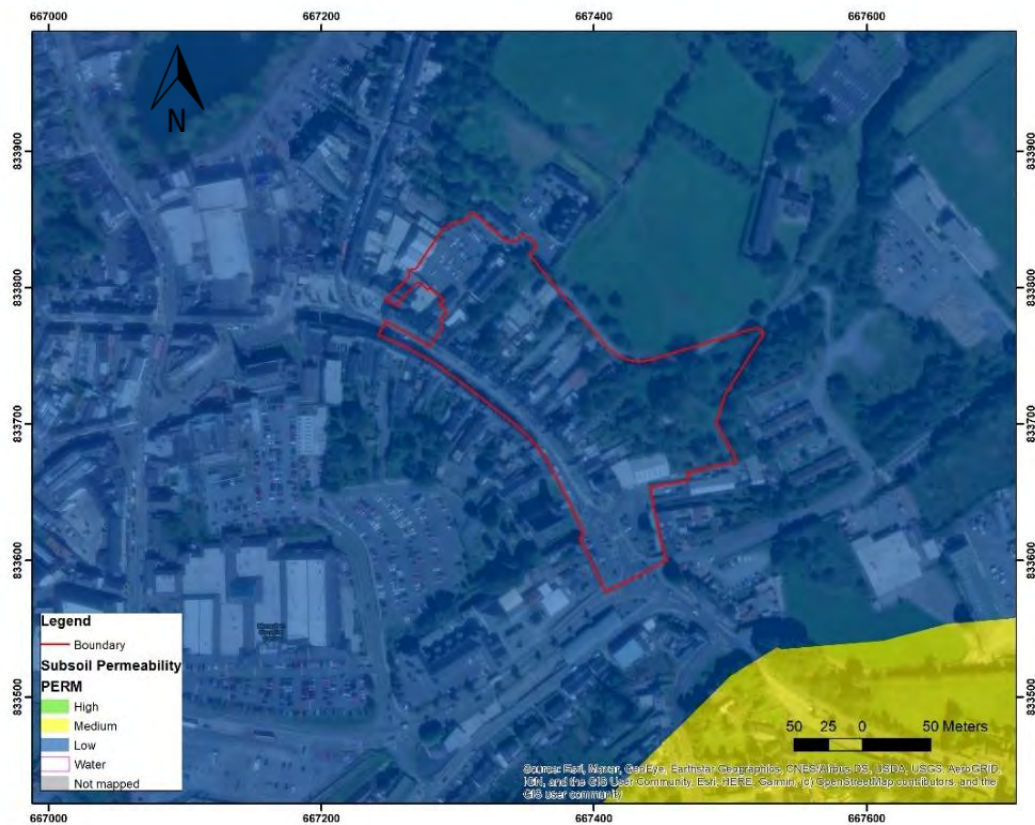 667000 667200 667400 667600
N
833900 833900
833800 833800
833700 833700
833600 833600
833500 833500
Legend
Boundary
Subsoil Permeability
PERM
High
Medium
Low
Water
Not mapped
50 25 0 50 Meters
Source: Esri, Maxar, GeoEye, Earthstar Geographics, CNES/Airbus DS, USDA, USGS, AeroGRID,
IGN, and the GIS User Community, Esri, HERE, Garmin, (c) OpenStreetMap contributors, and the
GIS user community
667000 667200 667400 667600